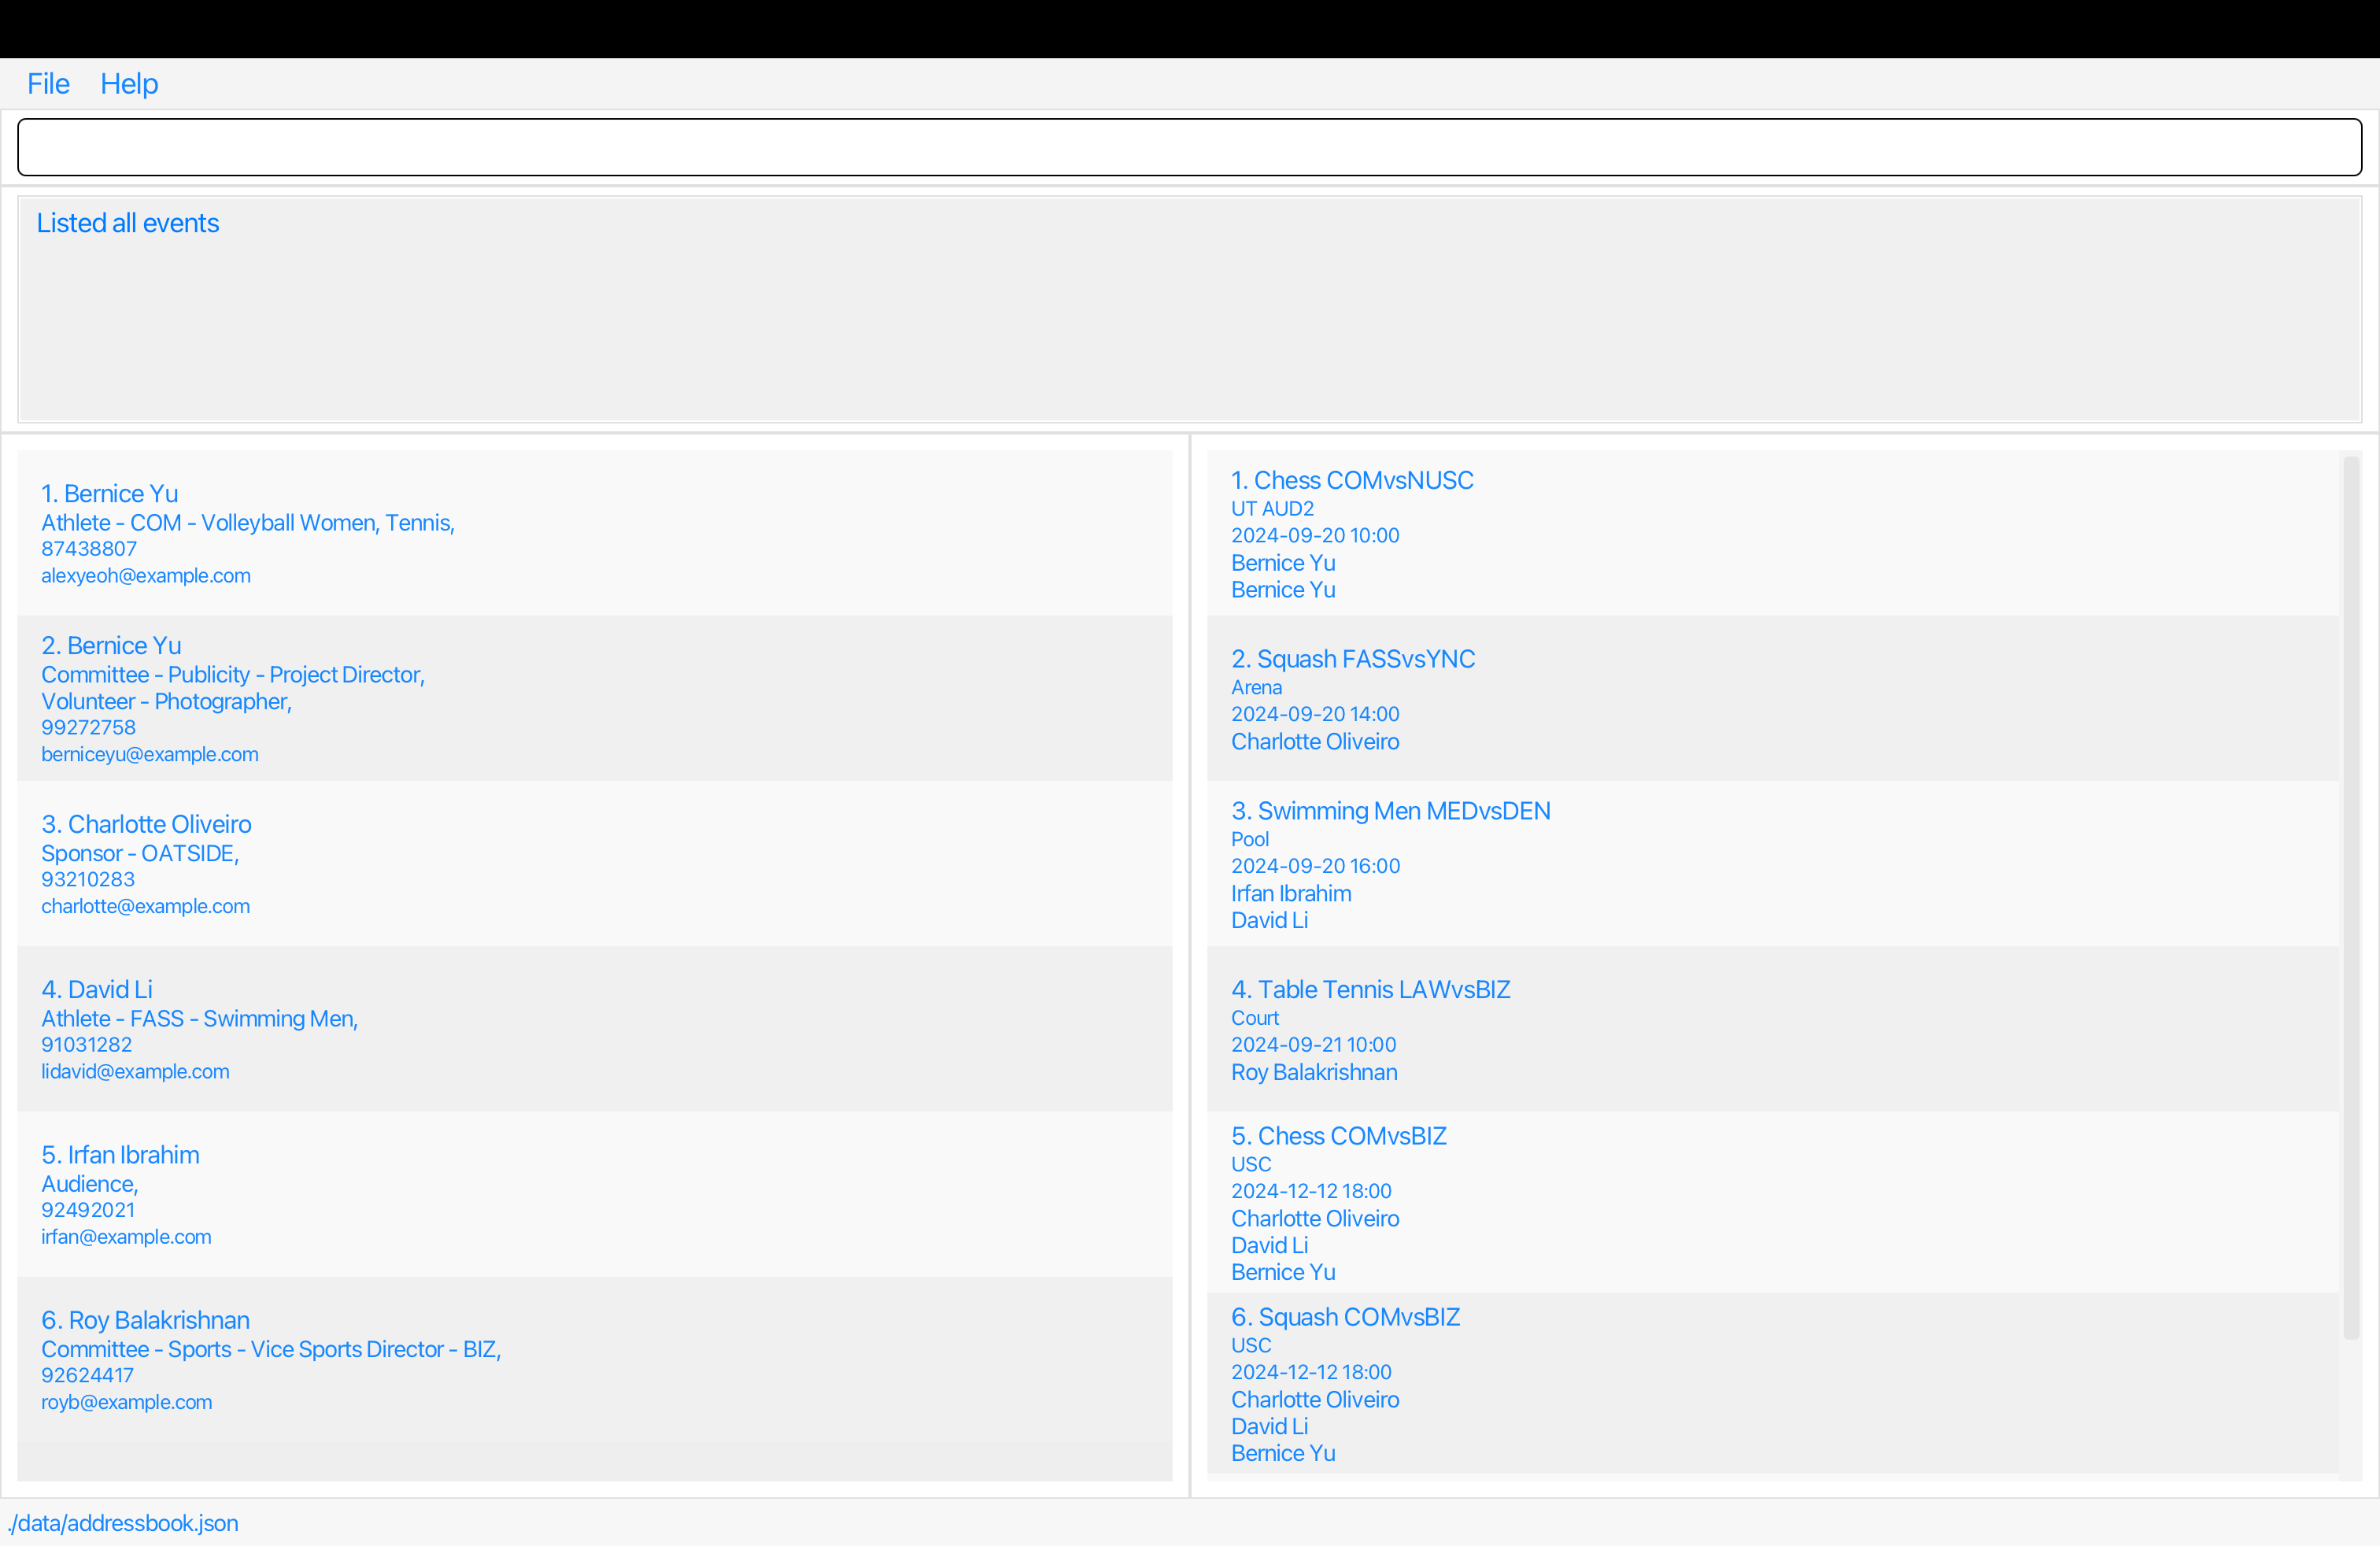 File Help
Listed all events
1. Bernice Yu
Athlete - COM - Volleyball Women, Tennis,
87438807
alexyeoh@example.com
2. Bernice Yu
Committee - Publicity - Project Director,
Volunteer - Photographer,
99272758
berniceyu@example.com
3. Charlotte Oliveiro
Sponsor - OATSIDE,
93210283
charlotte@example.com
4. David Li
Athlete - FASS - Swimming Men,
91031282
lidavid@example.com
5. Irfan Ibrahim
Audience,
92492021
irfan@example.com
6. Roy Balakrishnan
Committee - Sports - Vice Sports Director - BIZ,
92624417
royb@example.com
1. Chess COMvsNUSC
UT AUD2
2024-09-20 10:00
Bernice Yu
Bernice Yu
2. Squash FASSvsYNC
Arena
2024-09-20 14:00
Charlotte Oliveiro
3. Swimming Men MEDvsDEN
Pool
2024-09-20 16:00
Irfan Ibrahim
David Li
4. Table Tennis LAWvsBIZ
Court
2024-09-21 10:00
Roy Balakrishnan
5. Chess COMvsBIZ
USC
2024-12-12 18:00
Charlotte Oliveiro
David Li
Bernice Yu
6. Squash COMvsBIZ
USC
2024-12-12 18:00
Charlotte Oliveiro
David Li
Bernice Yu
./data/addressbook.json